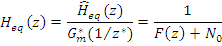 H_{eq}(z) = \frac{\tilde{H}_{eq}(z)}{G_m^*(1/z^*)} = \frac{1}{F(z) + N_0}